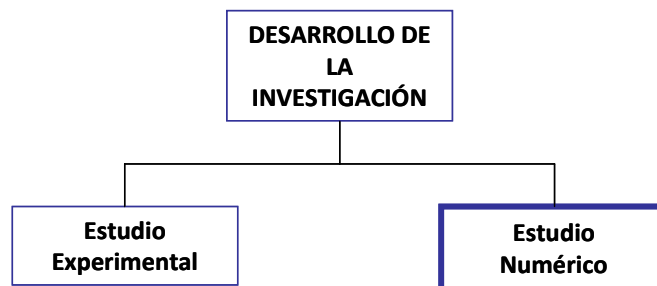 DESARROLLO DE
LA
INVESTIGACIÓN
Estudio
Experimental
Estudio
Numérico